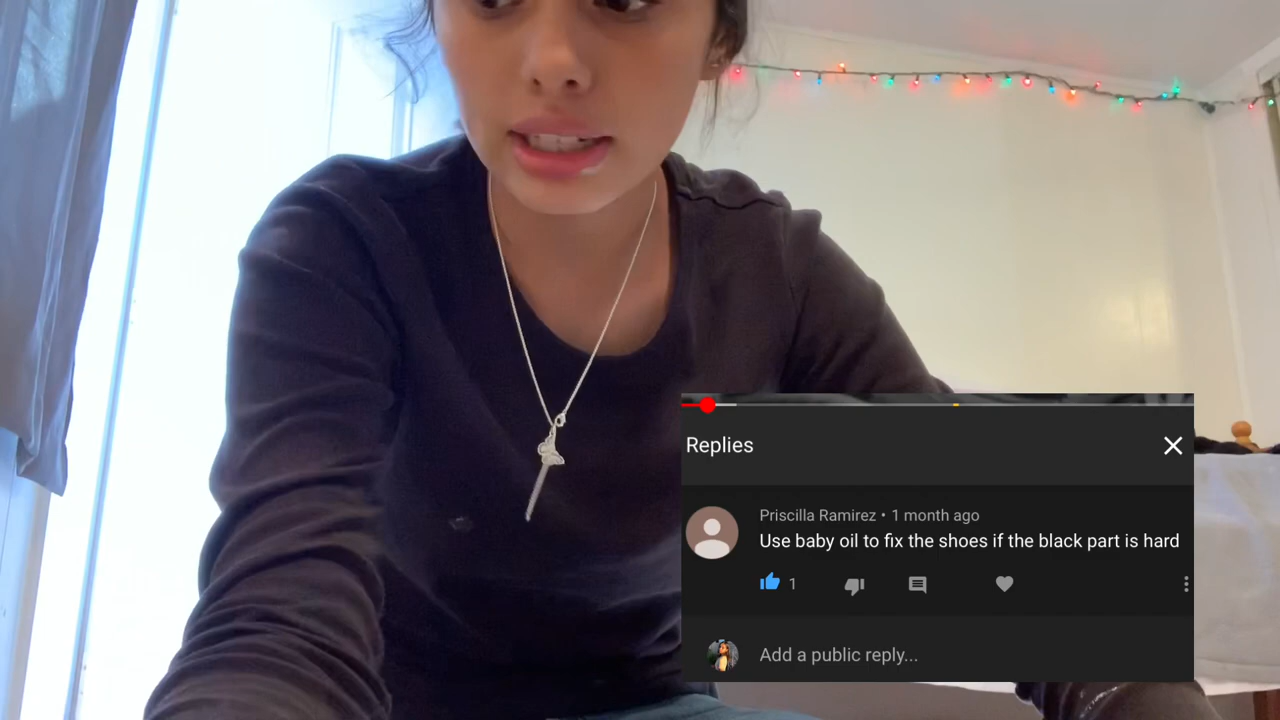 Replies
Priscilla Ramirez • 1 month ago
Use baby oil to fix the shoes if the black part is hard
1
Add a public reply...